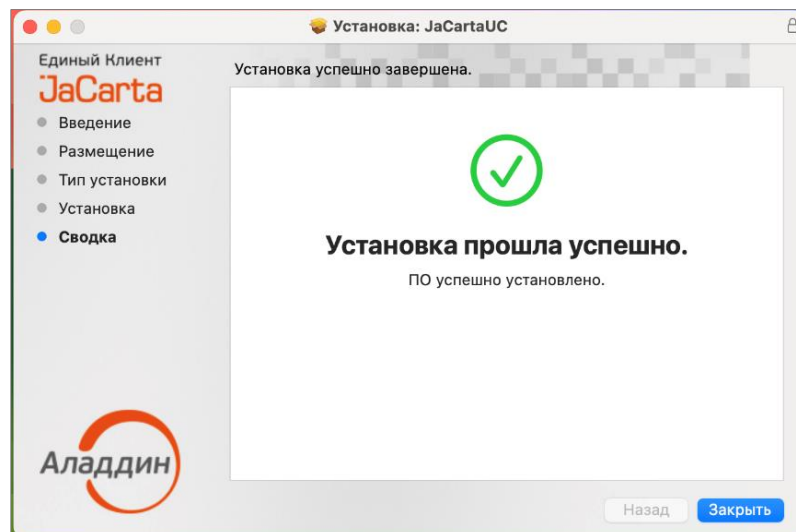 Установка: JaCartaUC
Единый Клиент
JaCarta
Введение
Размещение
Тип установки
Установка
Сводка
Установка успешно завершена.
Установка прошла успешно.
ПО успешно установлено.
Аладдин
Назад
Закрыть